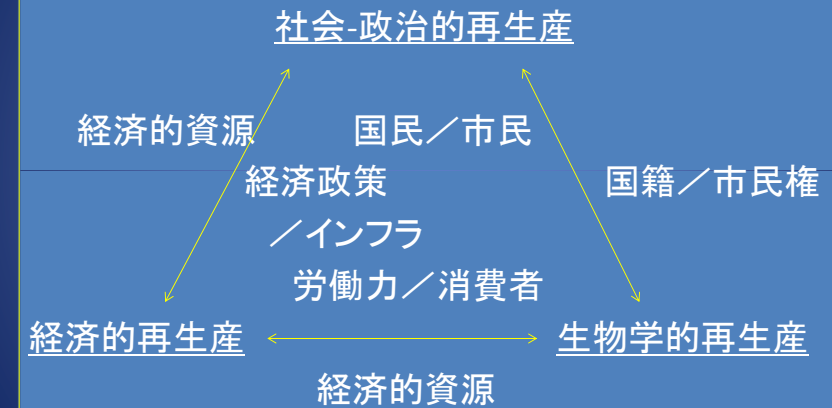 社会-政治的再生産
経済的資源
国民／市民
経済政策
／インフラ
国籍／市民権
労働力／消費者
経済的再生産
生物学的再生産
経済的資源